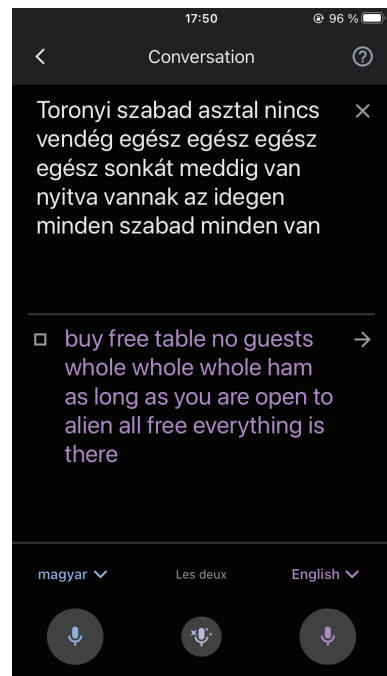 17:50
96 %
Conversation
Toronyi szabad asztal nincs
vendég egész egész egész
egész sonkát meddig van
nyitva vannak az idegen
minden szabad minden van
buy free table no guests
whole whole whole ham
as long as you are open to
alien all free everything is
there
magyar
Les deux
English